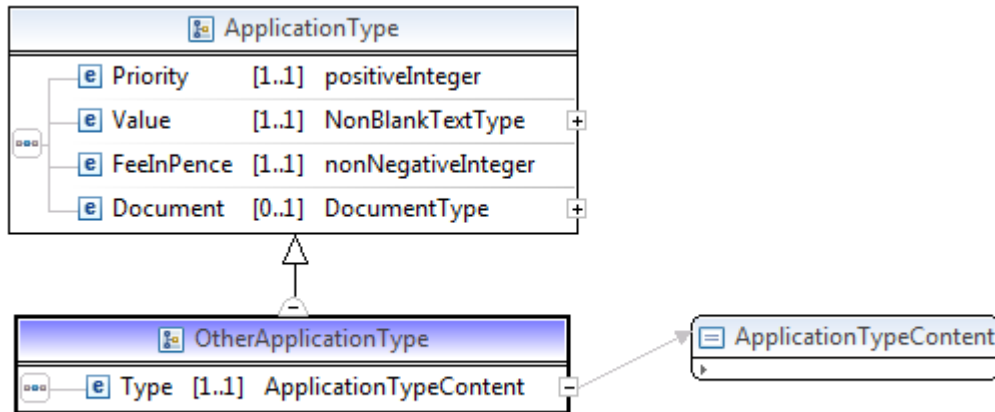 ApplicationType
e Priority [1..1] positiveInteger
e Value [1..1] NonBlankTextType
e FeeInPence [1..1] nonNegativeInteger
e Document [0..1] DocumentType
OtherApplicationType
e Type [1..1] ApplicationTypeContent
ApplicationTypeContent